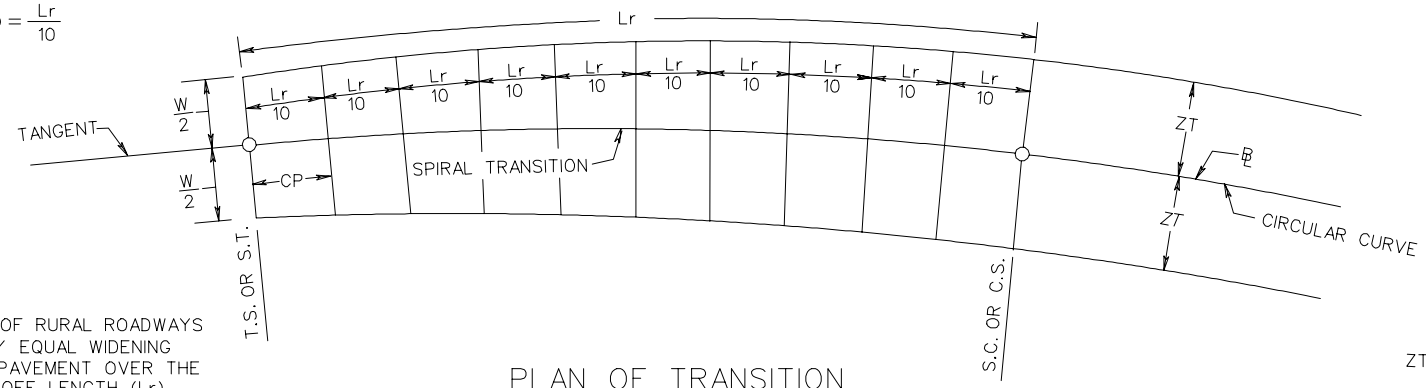 = Lr/10
Lr
Lr/10 Lr/10 Lr/10 Lr/10 Lr/10 Lr/10 Lr/10 Lr/10 Lr/10 Lr/10
W/2
ZT
TANGENT
SPIRAL TRANSITION
W/2
CP
ZT
CIRCULAR CURVE
T.S. OR S.T.
S.C. OR C.S.
OF RURAL ROADWAYS
EQUAL WIDENING
PAVEMENT OVER THE
OFF LENGTH (Lr)
PLAN OF TRANSITION
ZT